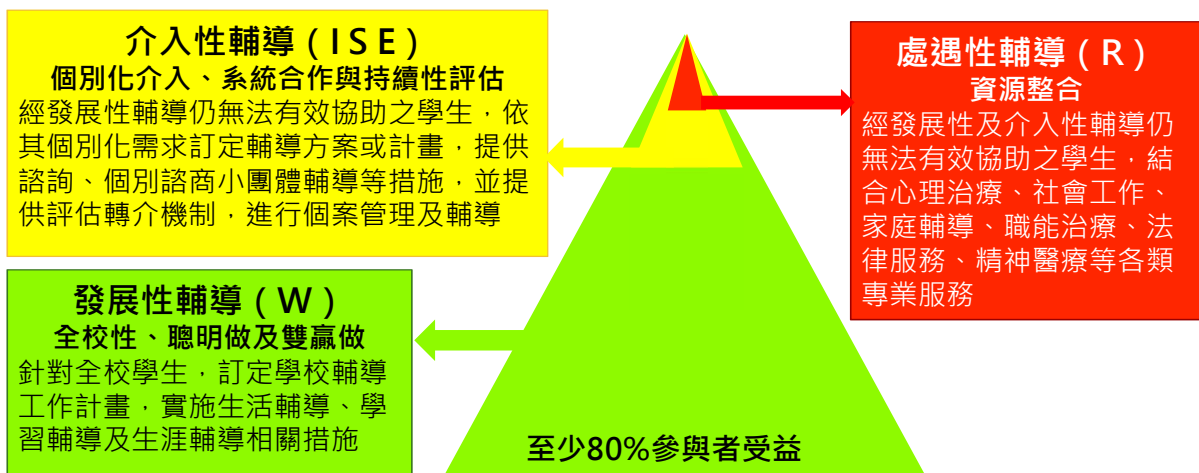 介入性輔導(ISE)
個別化介入、系統合作與持續性評估
經發展性輔導仍無法有效協助之學生，依
其個別化需求訂定輔導方案或計畫，提供
諮詢、個別諮商小團體輔導等措施，並提
供評估轉介機制，進行個案管理及輔導
發展性輔導(W)
全校性、聰明做及雙贏做
針對全校學生，訂定學校輔導
工作計畫，實施生活輔導、學
習輔導及生涯輔導相關措施
至少80%參與者受益
處遇性輔導(R)
資源整合
經發展性及介入性輔導仍
無法有效協助之學生，結
合心理治療、社會工作、
家庭輔導、職能治療、法
律服務、精神醫療等各類
專業服務